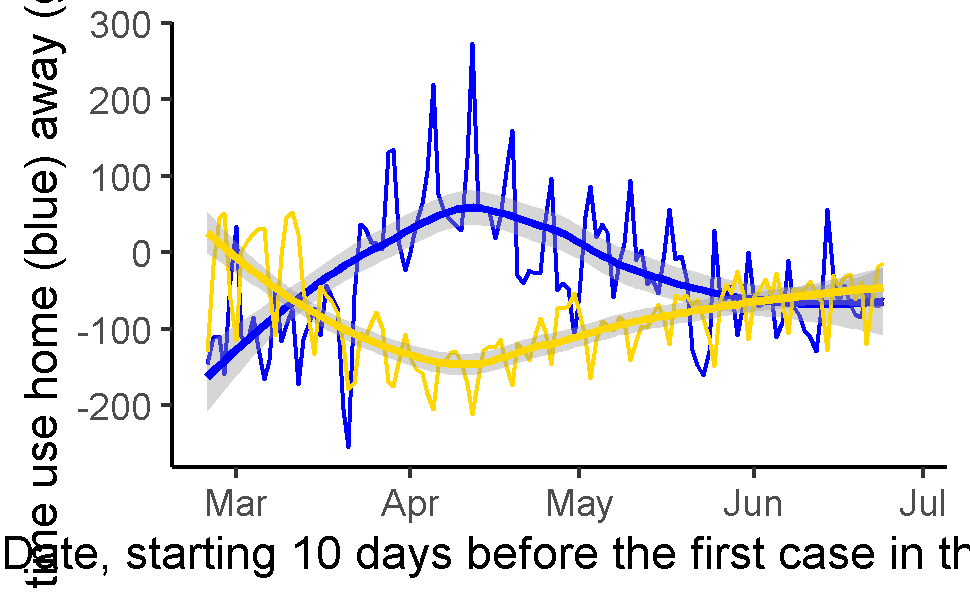 300
200
100
0
-100
-200
time use home (blue) away (
Mar Apr May Jun Jul
Date, starting 10 days before the first case in th